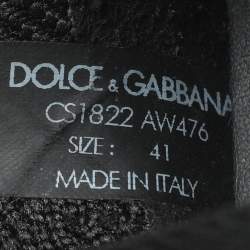 DOLCE & GABBANA
CS1822 AW476
SIZE: 41
MADE IN ITALY